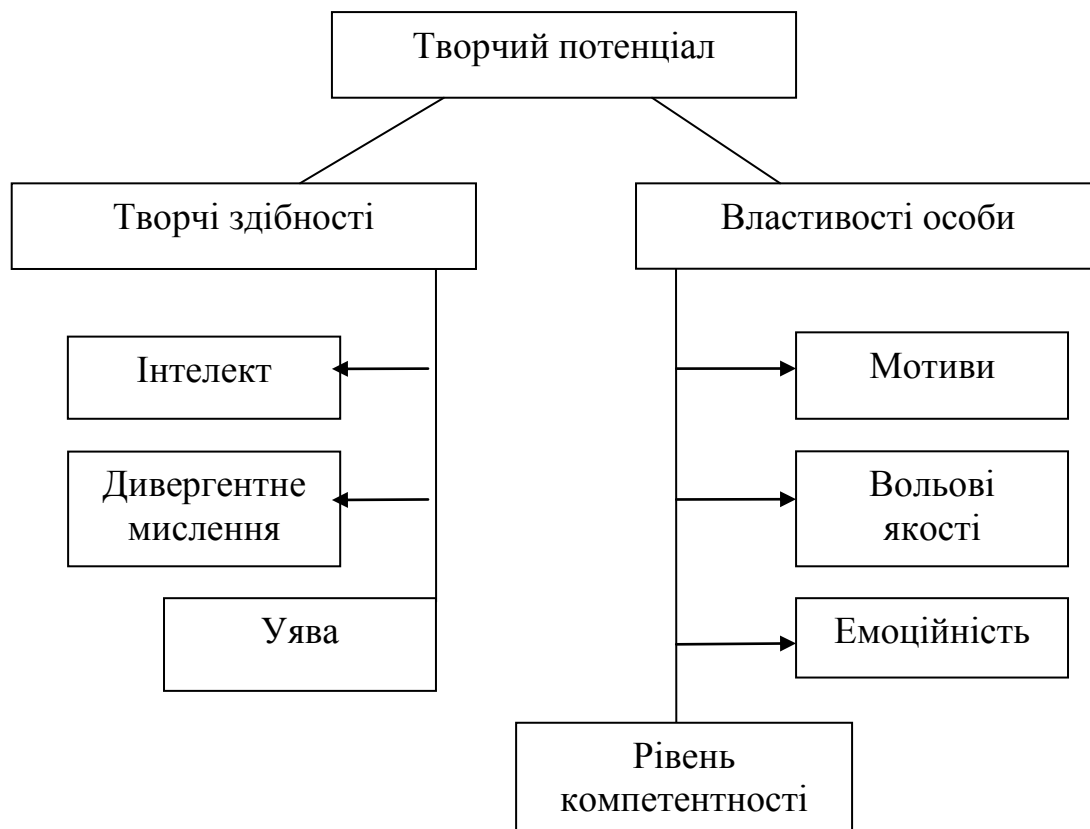 Творчий потенціал
Творчі здібності
Властивості особи
Інтелект
Мотиви
Дивергентне
мислення
Вольові
якості
Уява
Емоційність
Рівень
компетентності